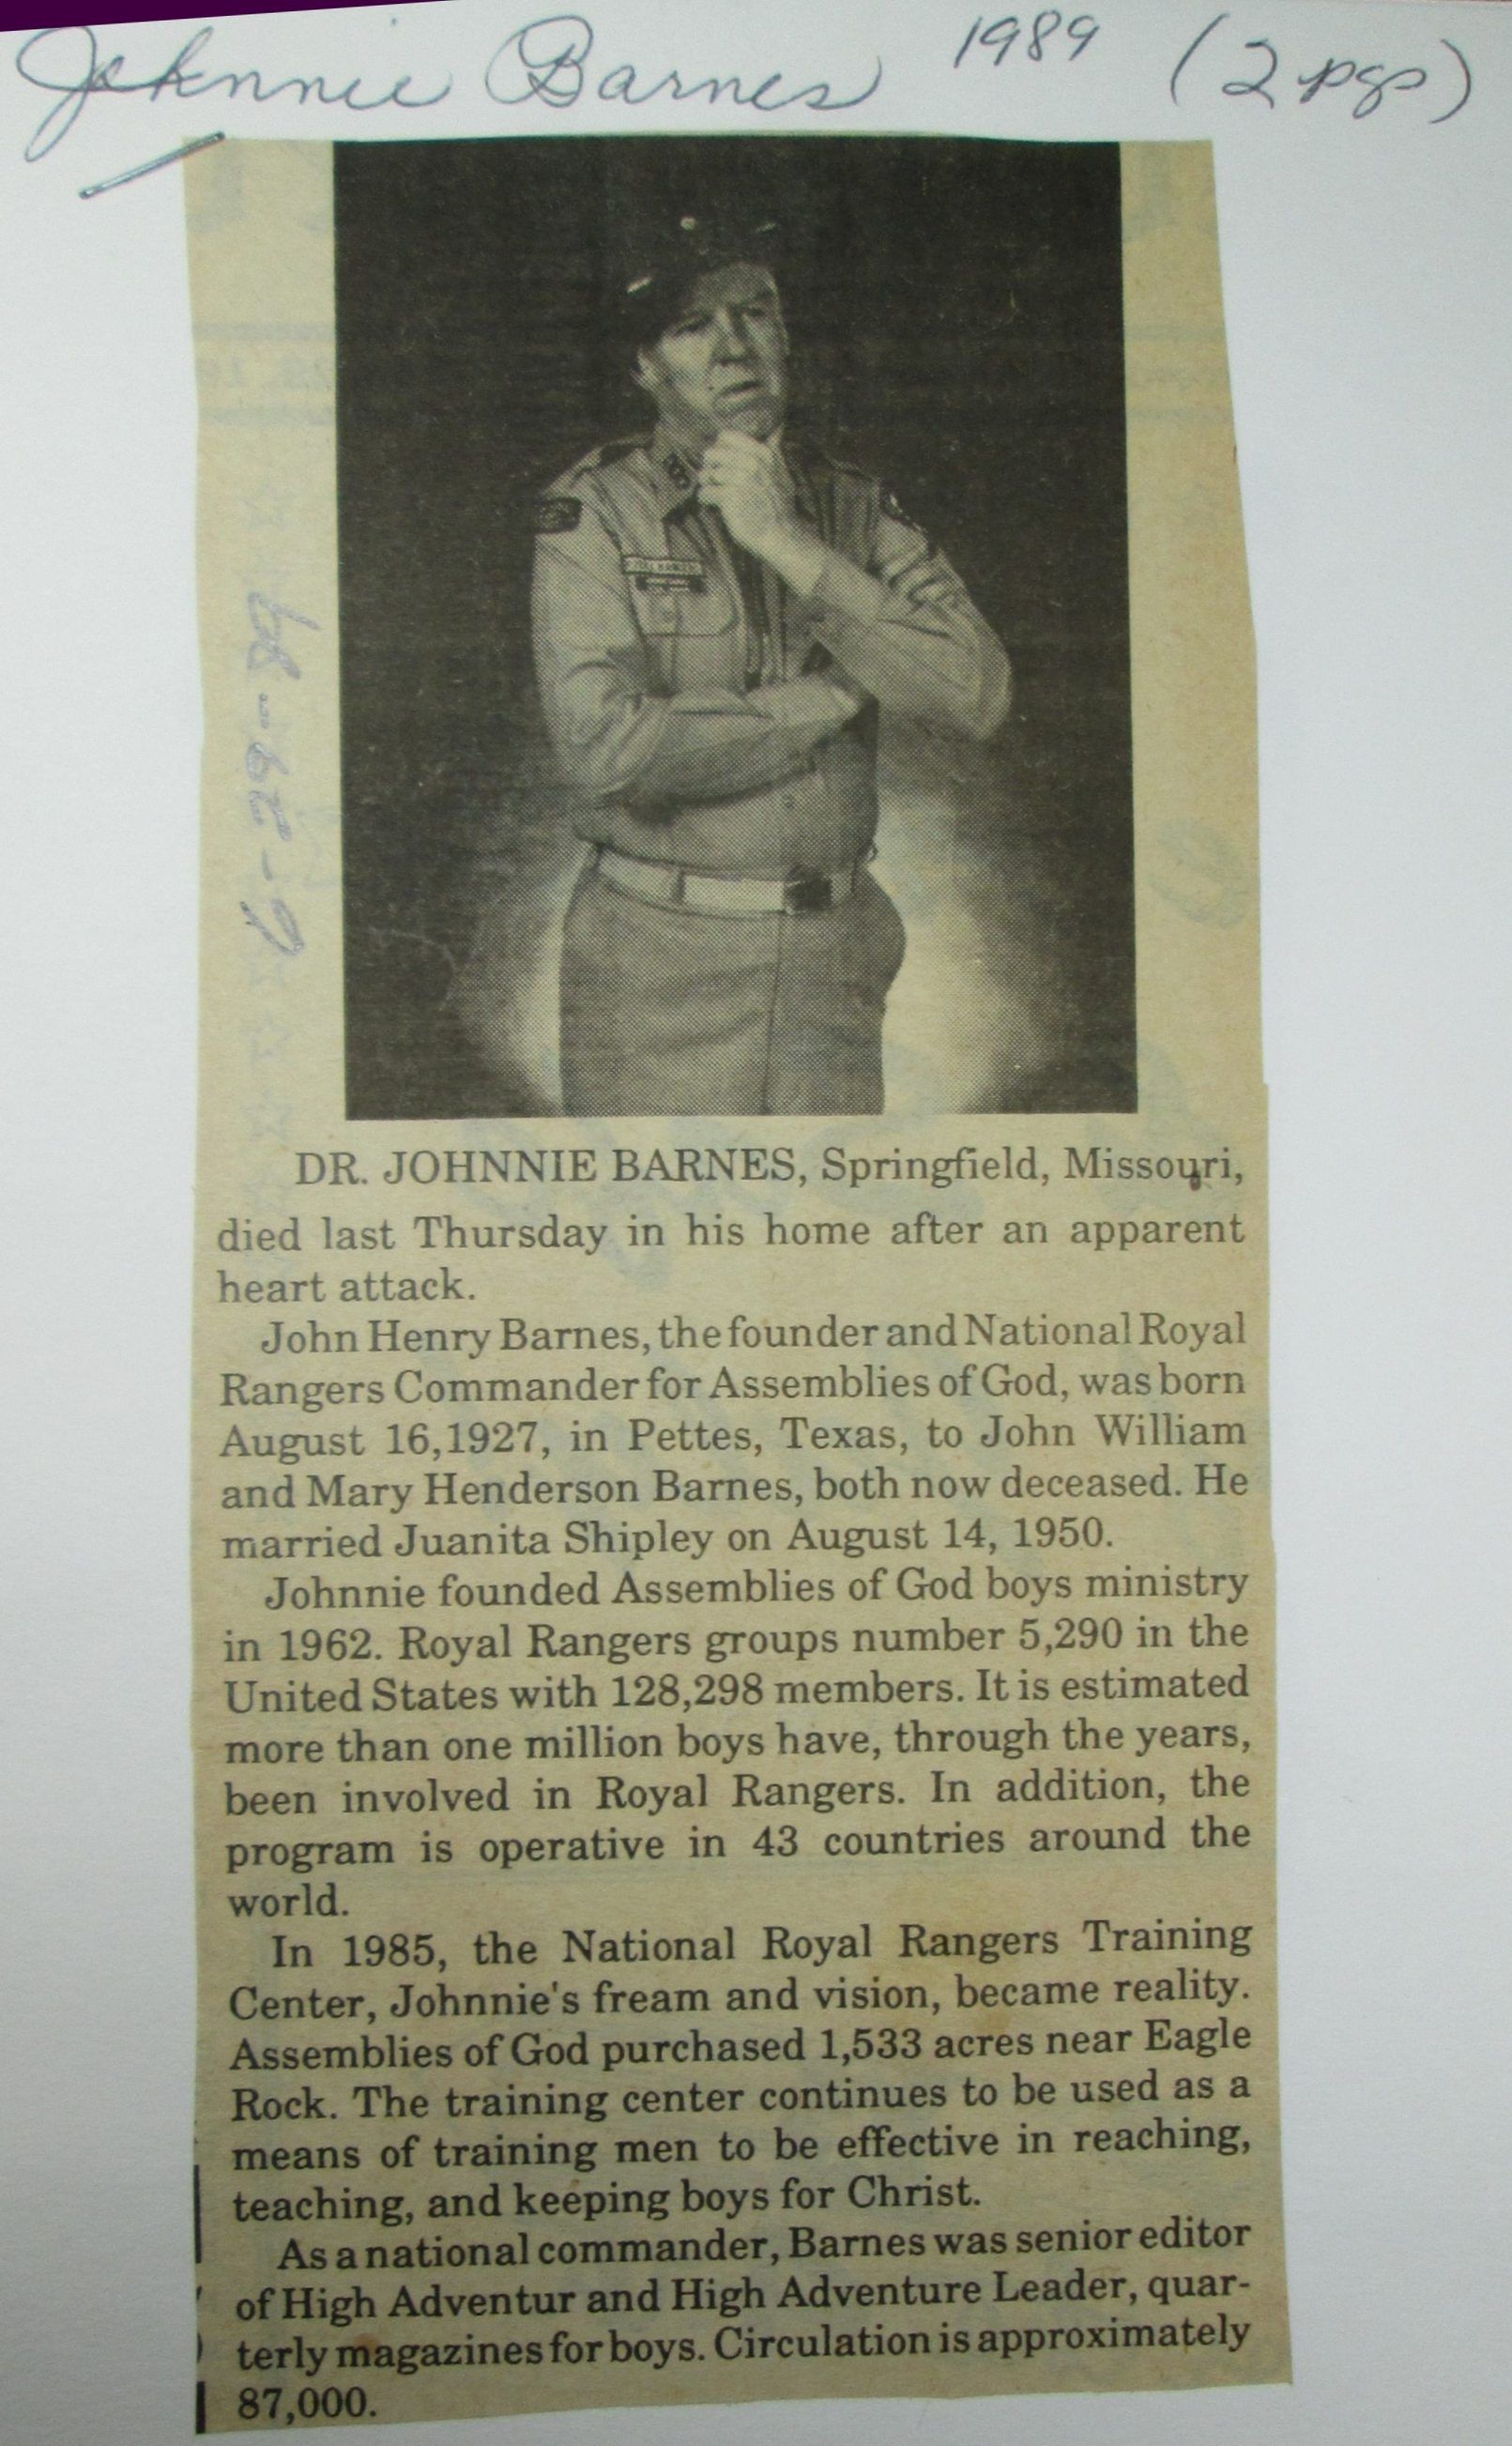 Johnnie Barnes 1989 (2 pgs)
6-29-89
DR. JOHNNIE BARNES, Springfield, Missouri,
died last Thursday in his home after an apparent
heart attack.
John Henry Barnes, the founder and National Royal
Rangers Commander for Assemblies of God, was born
August 16,1927, in Pettes, Texas, to John William
and Mary Henderson Barnes, both now deceased. He
married Juanita Shipley on August 14, 1950.
Johnnie founded Assemblies of God boys ministry
in 1962. Royal Rangers groups number 5,290 in the
United States with 128,298 members. It is estimated
more than one million boys have, through the years,
been involved in Royal Rangers. In addition, the
program is operative in 43 countries around the
world.
In 1985, the National Royal Rangers Training
Center, Johnnie's fream and vision, became reality.
Assemblies of God purchased 1,533 acres near Eagle
Rock. The training center continues to be used as a
means of training men to be effective in reaching,
teaching, and keeping boys for Christ.
As a national commander, Barnes was senior editor
of High Adventur and High Adventure Leader, quar-
terly magazines for boys. Circulation is approximately
87,000.